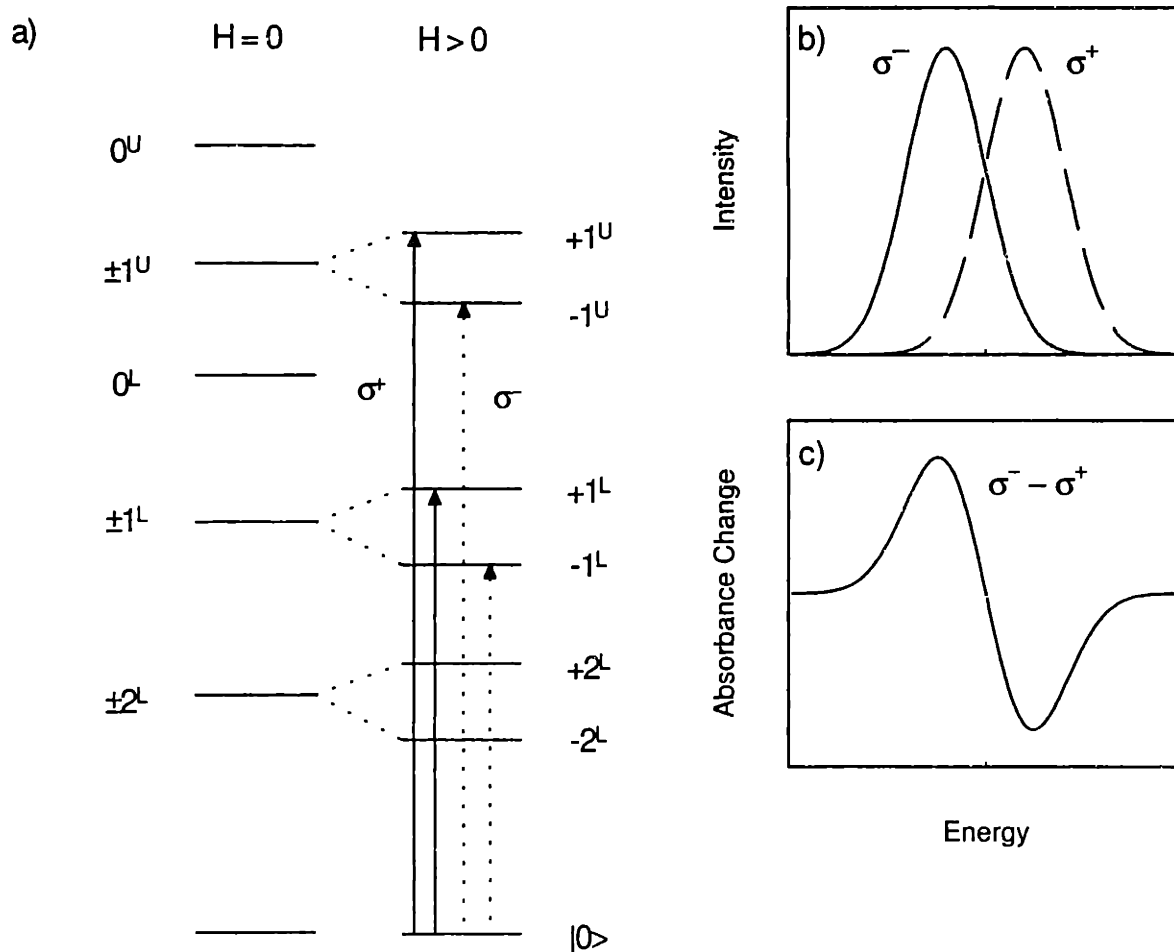 a)
H = 0
H > 0
0ᵁ
±1ᵁ
+1ᵁ
-1ᵁ
0ᴸ
σ⁺
σ⁻
±1ᴸ
+1ᴸ
-1ᴸ
±2ᴸ
+2ᴸ
-2ᴸ
|0>
b)
σ⁻
σ⁺
Intensity
c)
σ⁻ − σ⁺
Absorbance Change
Energy